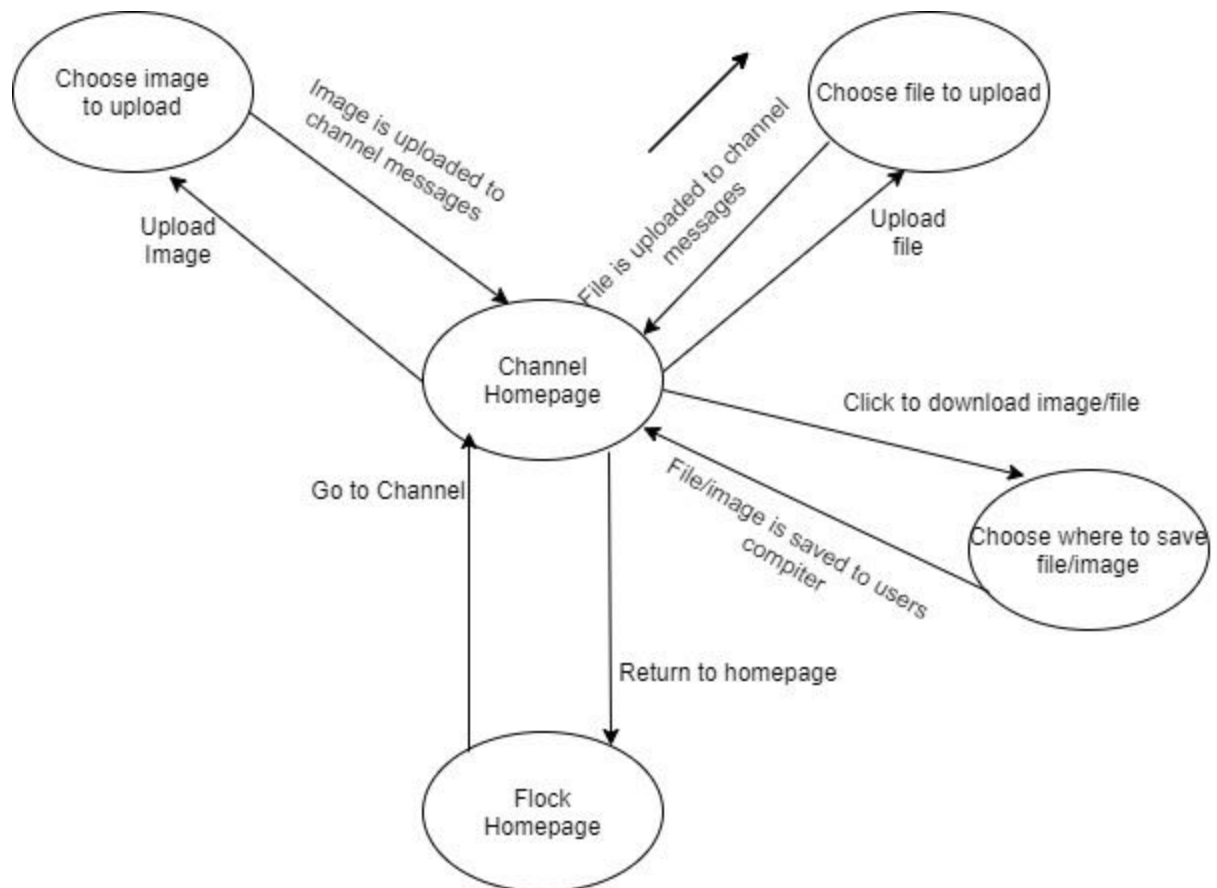 Choose image
to upload
Image is uploaded to
channel messages
Choose file to upload
File is uploaded to channel
messages
Upload
Image
Upload
file
Channel
Homepage
Click to download image/file
Go to Channel
File/image is saved to users
compiter
Choose where to save
file/image
Return to homepage
Flock
Homepage